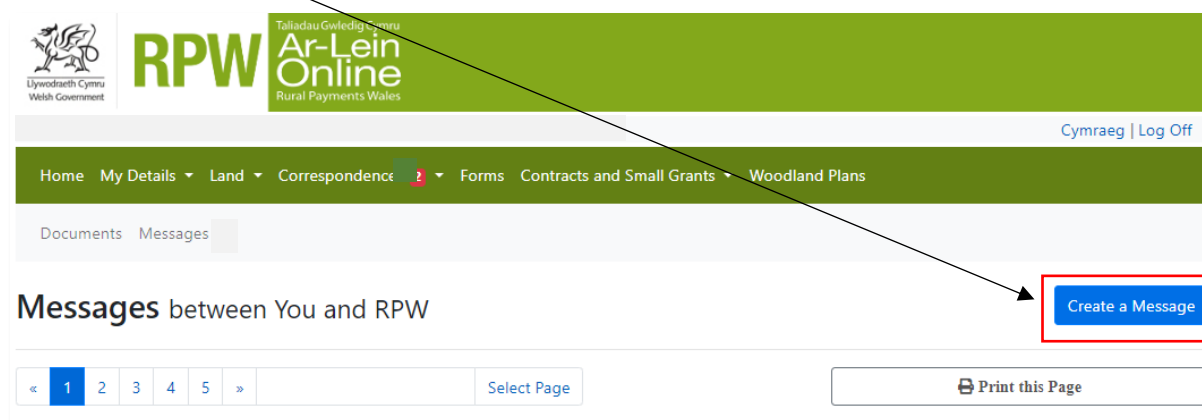 Llywodraeth Cymru
Welsh Government
RPW
Taliadau Gwledig Cymru
Ar-Lein
Online
Rural Payments Wales
Cymraeg | Log Off
Home My Details Land Correspondence 2 Forms Contracts and Small Grants Woodland Plans
Documents Messages
Messages between You and RPW
Create a Message
« 1 2 3 4 5 » Select Page
Print this Page